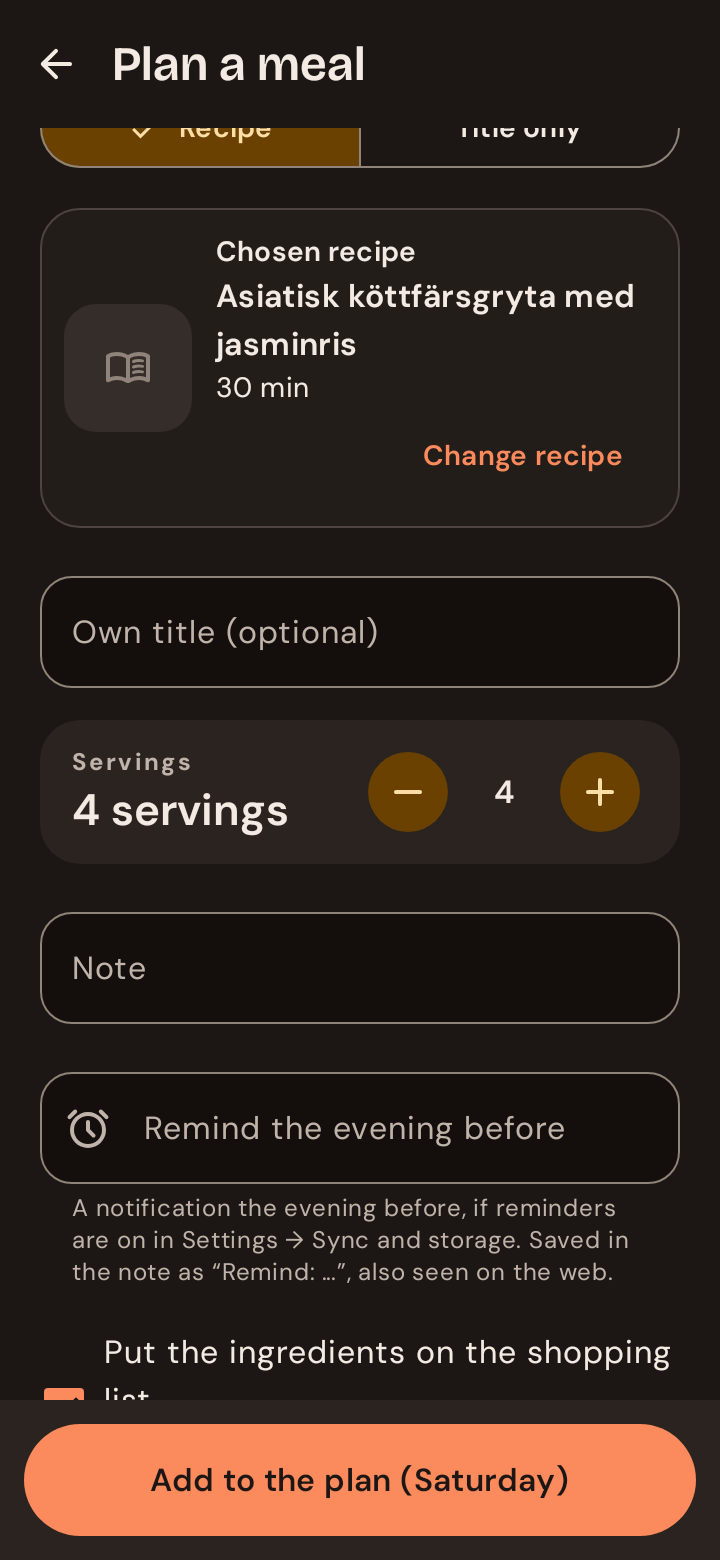 Plan a meal
Recipe
Title only
Chosen recipe
Asiatisk köttfärsgryta med
jasminris
30 min
Change recipe
Own title (optional)
Servings
4 servings
4
Note
Remind the evening before
A notification the evening before, if reminders
are on in Settings → Sync and storage. Saved in
the note as “Remind: …”, also seen on the web.
Put the ingredients on the shopping
list
Add to the plan (Saturday)